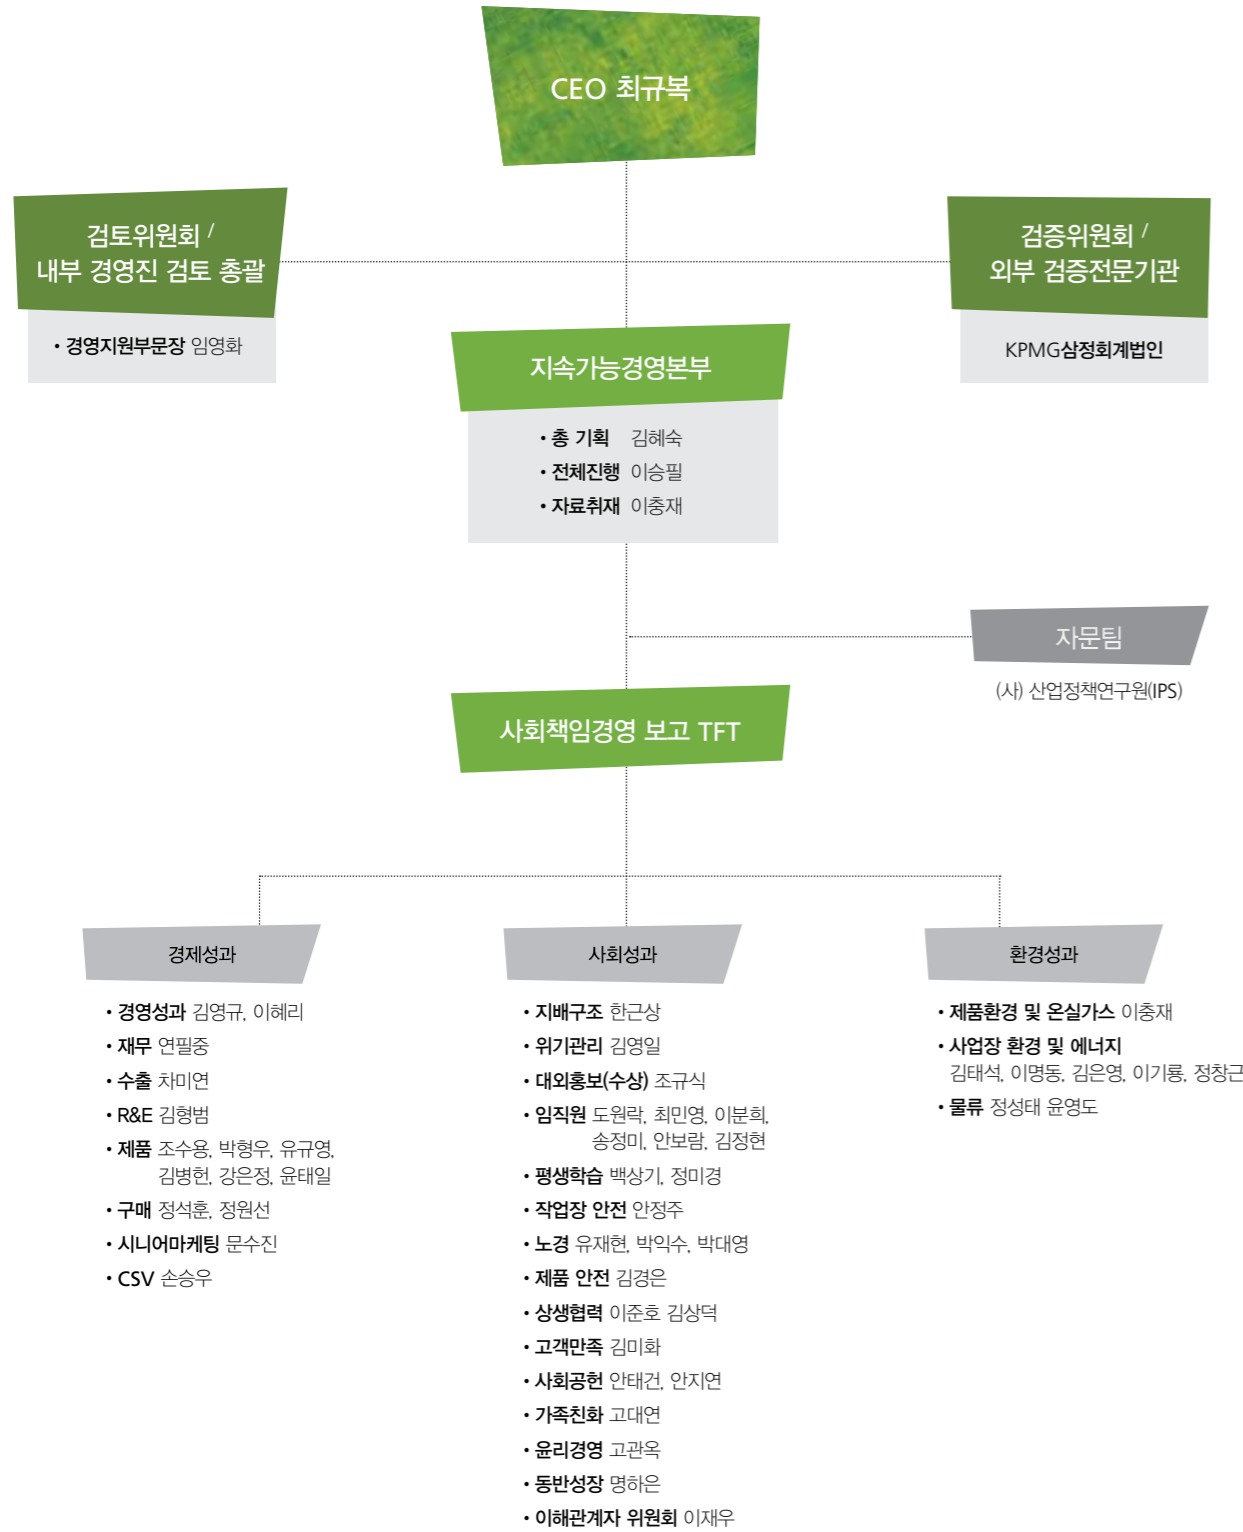 CEO 최규복
검토위원회 /
내부 경영진 검토 총괄
• 경영지원부문장 임영화
검증위원회 /
외부 검증전문기관
KPMG삼정회계법인
지속가능경영본부
• 총 기획 김혜숙
• 전체진행 이승필
• 자료취재 이충재
자문팀
(사) 산업정책연구원(IPS)
사회책임경영 보고 TFT
경제성과
• 경영성과 김영규, 이혜리
• 재무 연필중
• 수출 차미연
• R&E 김형범
• 제품 조수용, 박형우, 유규영,
김병헌, 강은정, 윤태일
• 구매 정석훈, 정원선
• 시니어마케팅 문수진
• CSV 손승우
사회성과
• 지배구조 한근상
• 위기관리 김영일
• 대외홍보(수상) 조규식
• 임직원 도원락, 최민영, 이분희,
송정미, 안보람, 김정현
• 평생학습 백상기, 정미경
• 작업장 안전 안정주
• 노경 유재현, 박익수, 박대영
• 제품 안전 김경은
• 상생협력 이준호 김상덕
• 고객만족 김미화
• 사회공헌 안태건, 안지연
• 가족친화 고대연
• 윤리경영 고관옥
• 동반성장 명하은
• 이해관계자 위원회 이재우
환경성과
• 제품환경 및 온실가스 이충재
• 사업장 환경 및 에너지
김태석, 이명동, 김은영, 이기룡, 정창근
• 물류 정성태 윤영도